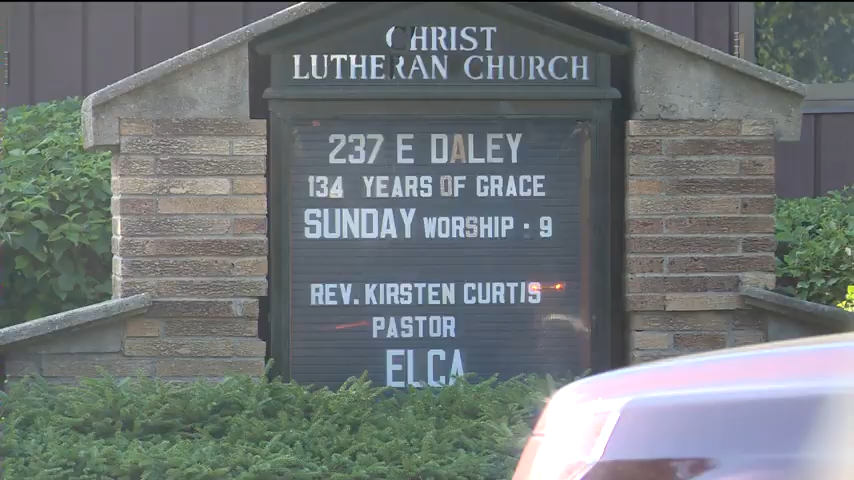 CHRIST
LUTHERAN CHURCH
237 E DALEY
134 YEARS OF GRACE
SUNDAY WORSHIP : 9
REV. KIRSTEN CURTIS
PASTOR
ELCA